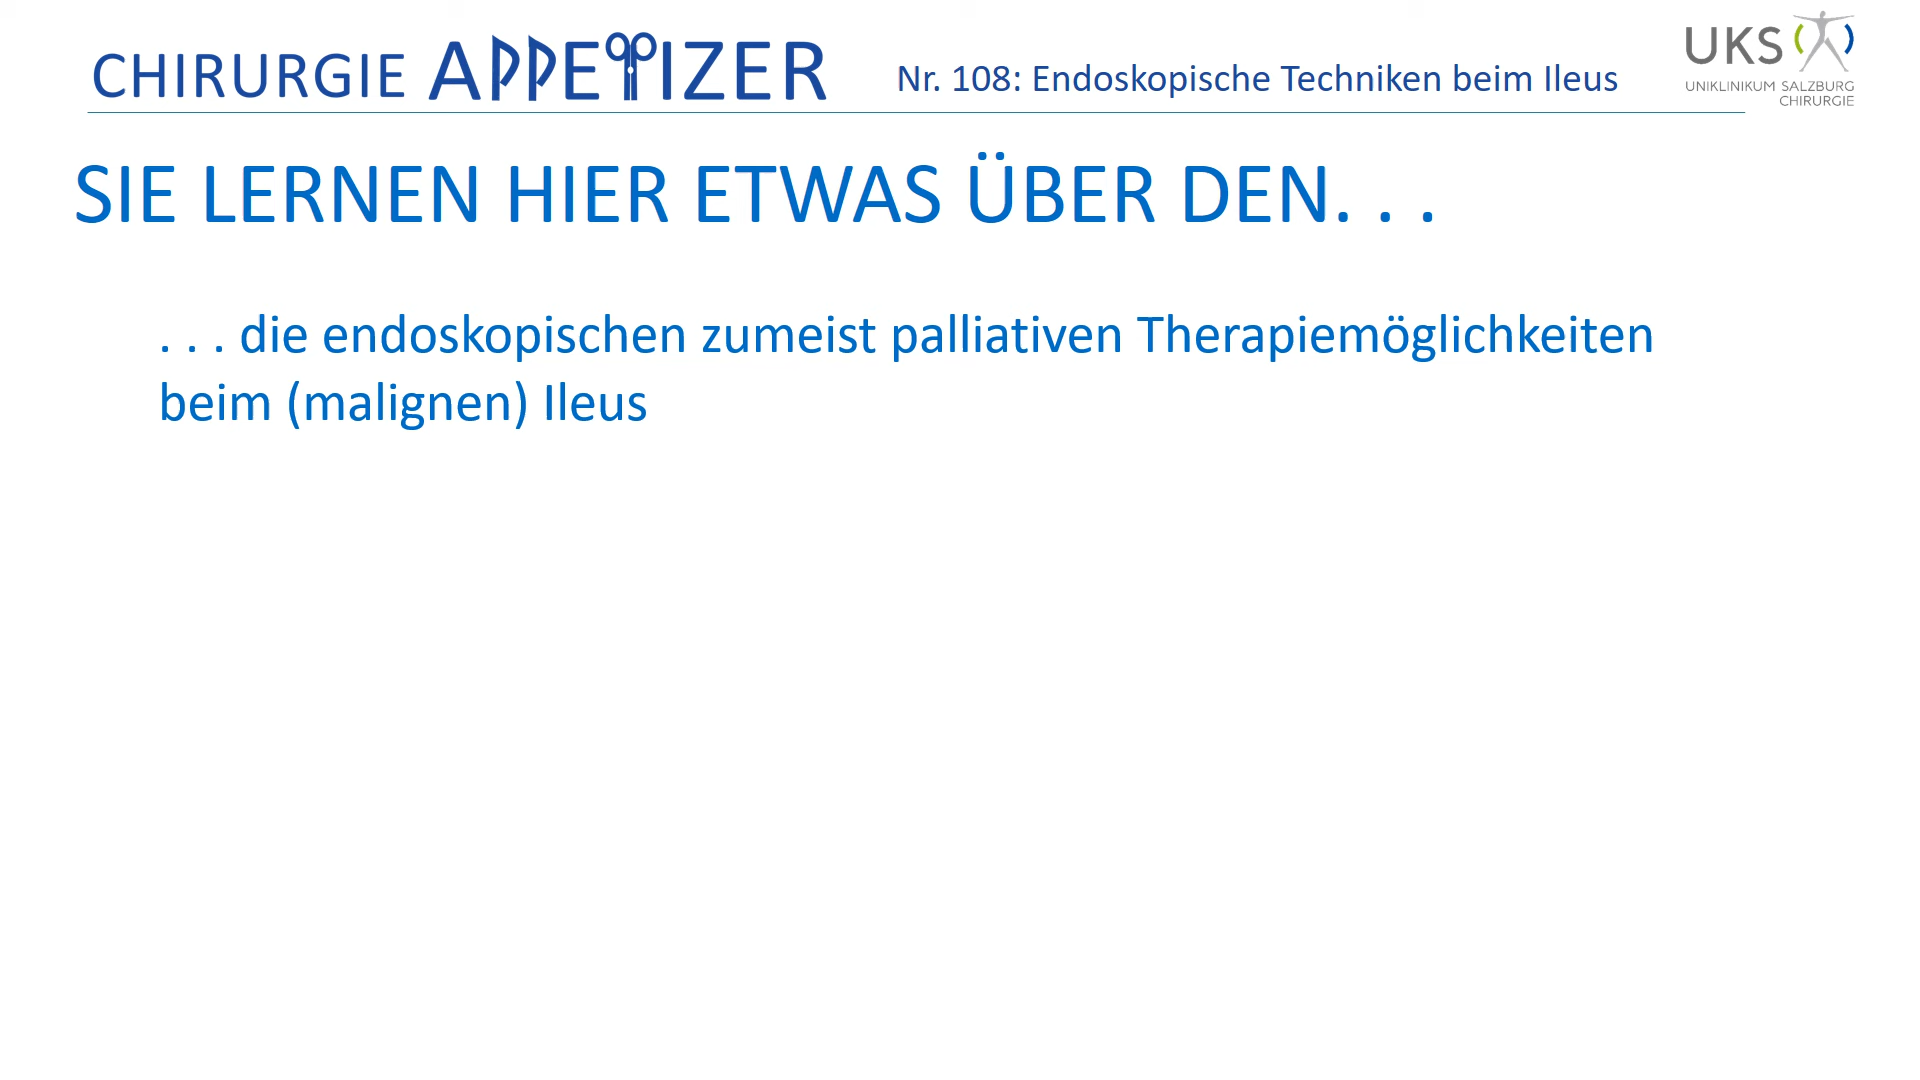 CHIRURGIE APPETIZER
Nr. 108: Endoskopische Techniken beim Ileus
UKS
UNIKLINIKUM SALZBURG
CHIRURGIE
SIE LERNEN HIER ETWAS ÜBER DEN. . .
. . . die endoskopischen zumeist palliativen Therapiemöglichkeiten
beim (malignen) Ileus